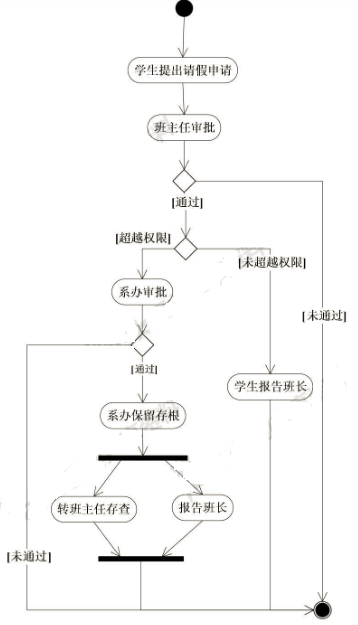 学生提出请假申请
班主任审批
[通过]
[超越权限]
[未超越权限]
系办审批
[未通过]
[通过]
学生报告班长
系办保留存根
转班主任存查
报告班长
[未通过]